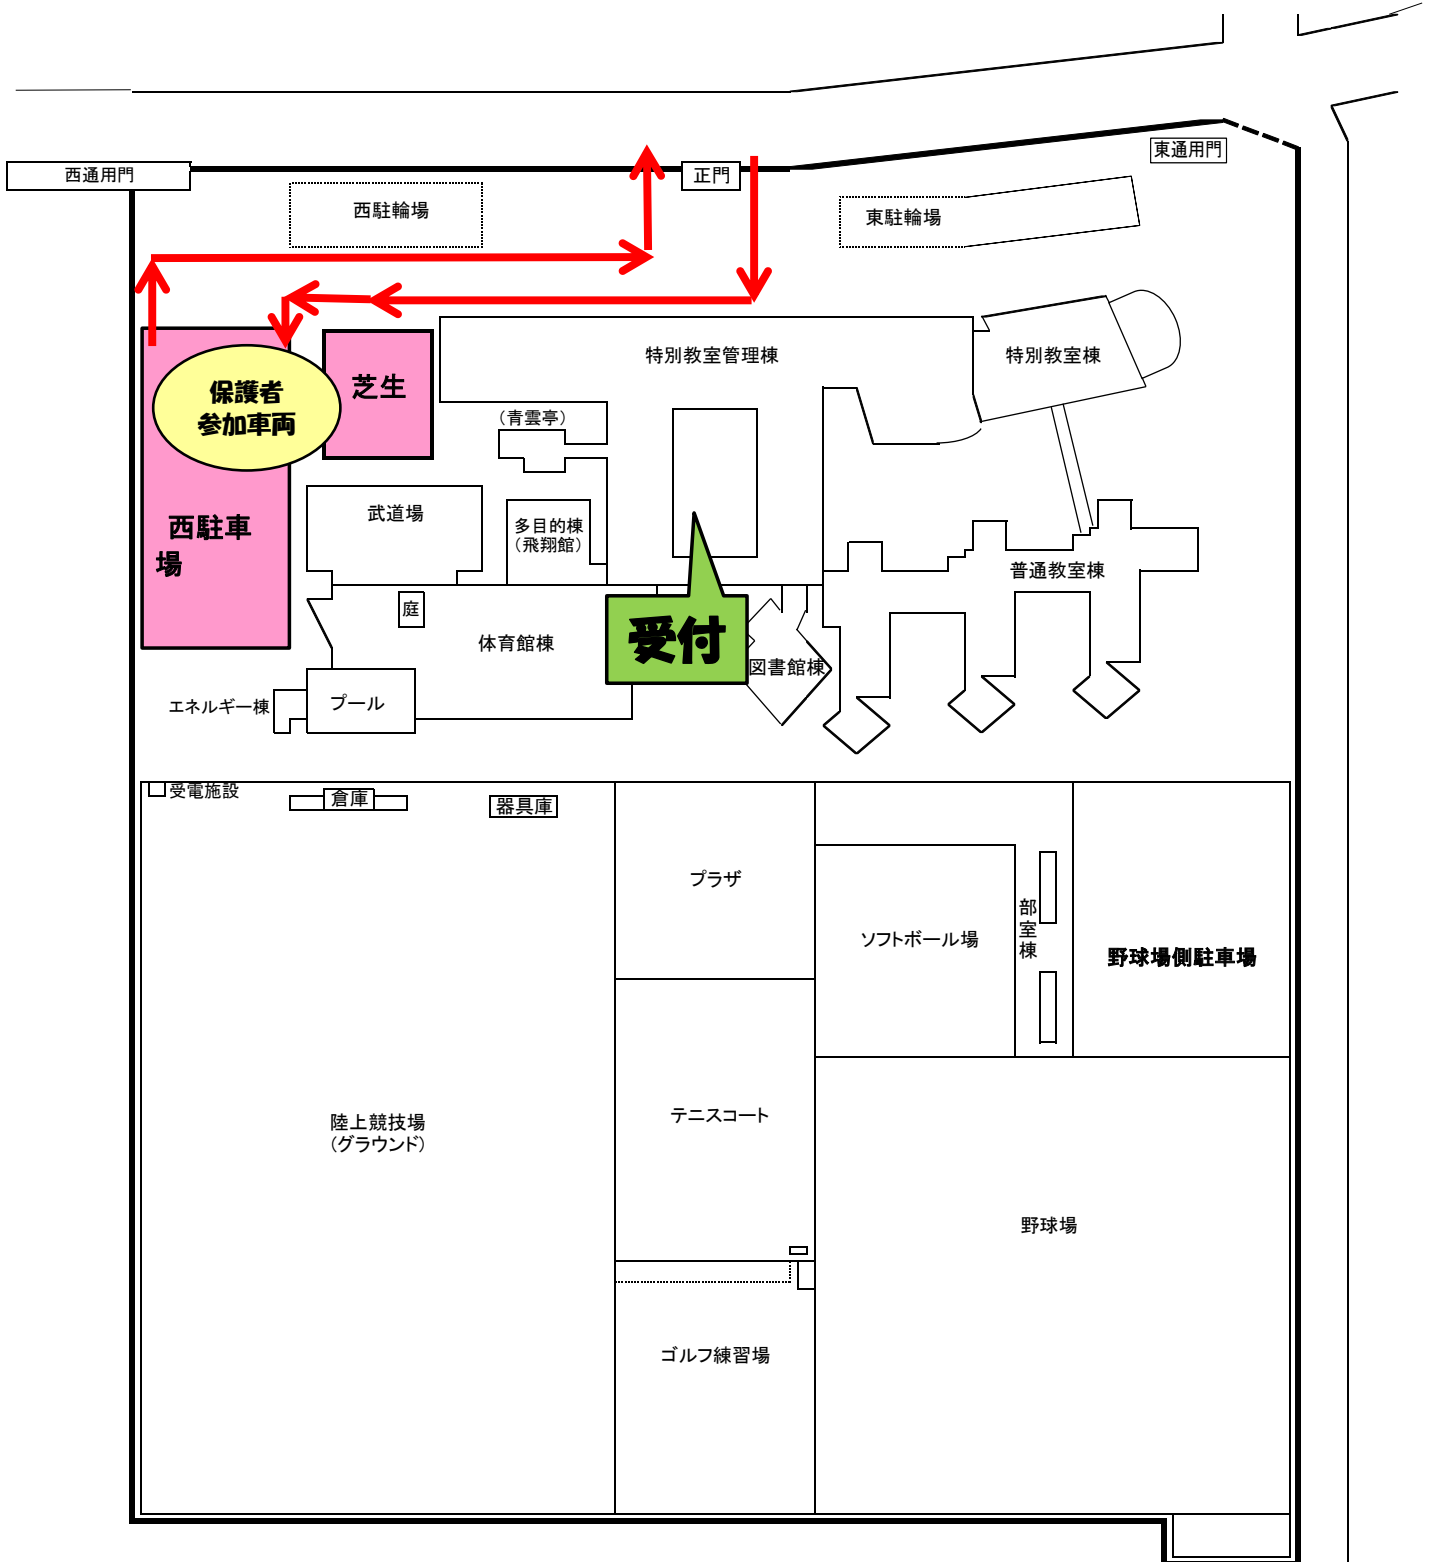 東通用門
西通用門
正門
西駐輪場
東駐輪場
特別教室管理棟
特別教室棟
保護者
参加車両
芝生
（青雲亭）
西駐車
場
武道場
多目的棟
（飛翔館）
普通教室棟
庭
体育館棟
受付
図書館棟
エネルギー棟
プール
受電施設
倉庫
器具庫
プラザ
ソフトボール場
部
室
棟
野球場側駐車場
陸上競技場
（グラウンド）
テニスコート
野球場
ゴルフ練習場